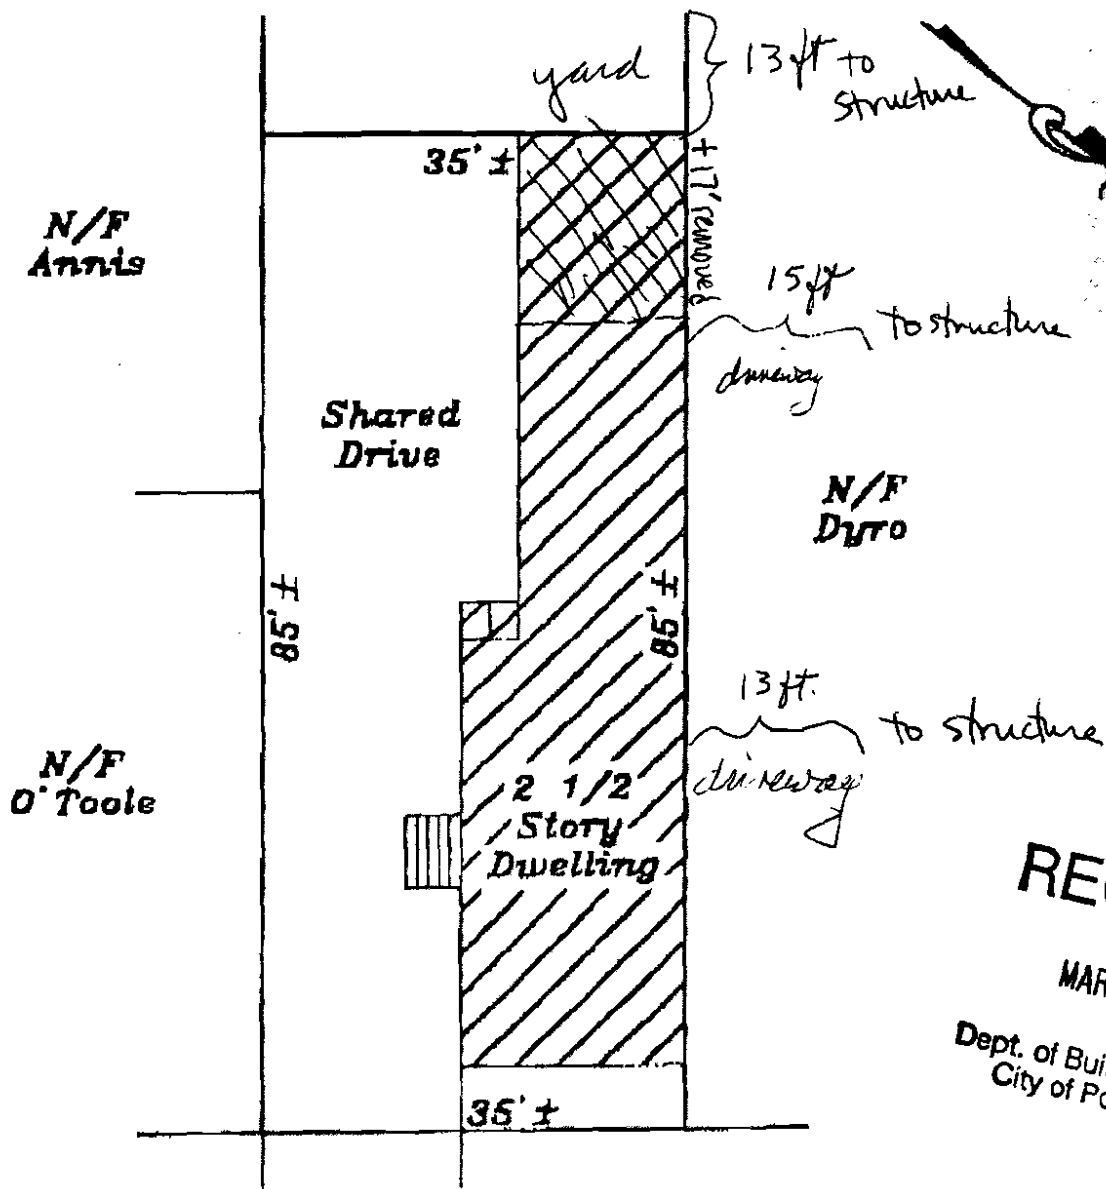 yard
13 ft to
structure
35' ±
+17' removed
N/F
Annis
15 ft
to structure
driveway
Shared
Drive
N/F
Dyro
85' ±
85' ±
13 ft.
to structure
driveway
N/F
O'Toole
2 1/2
Story
Dwelling
MAR
Dept. of Bui
City of Po
35' ±